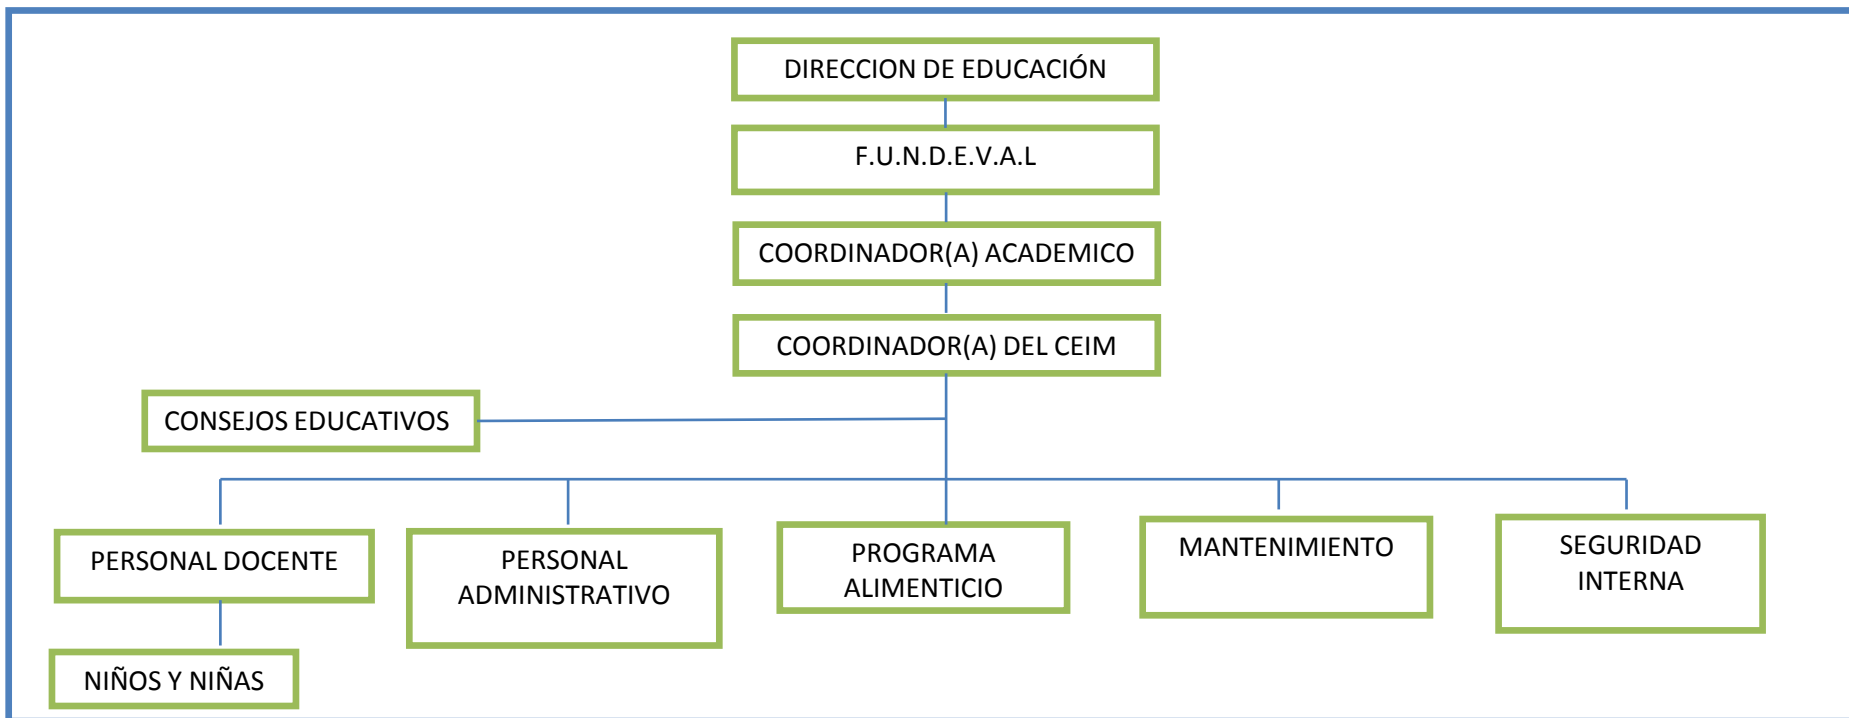 DIRECCION DE EDUCACIÓN
F.U.N.D.E.V.A.L
COORDINADOR(A) ACADEMICO
COORDINADOR(A) DEL CEIM
CONSEJOS EDUCATIVOS
PERSONAL DOCENTE
PERSONAL
ADMINISTRATIVO
PROGRAMA
ALIMENTICIO
MANTENIMIENTO
SEGURIDAD
INTERNA
NIÑOS Y NIÑAS